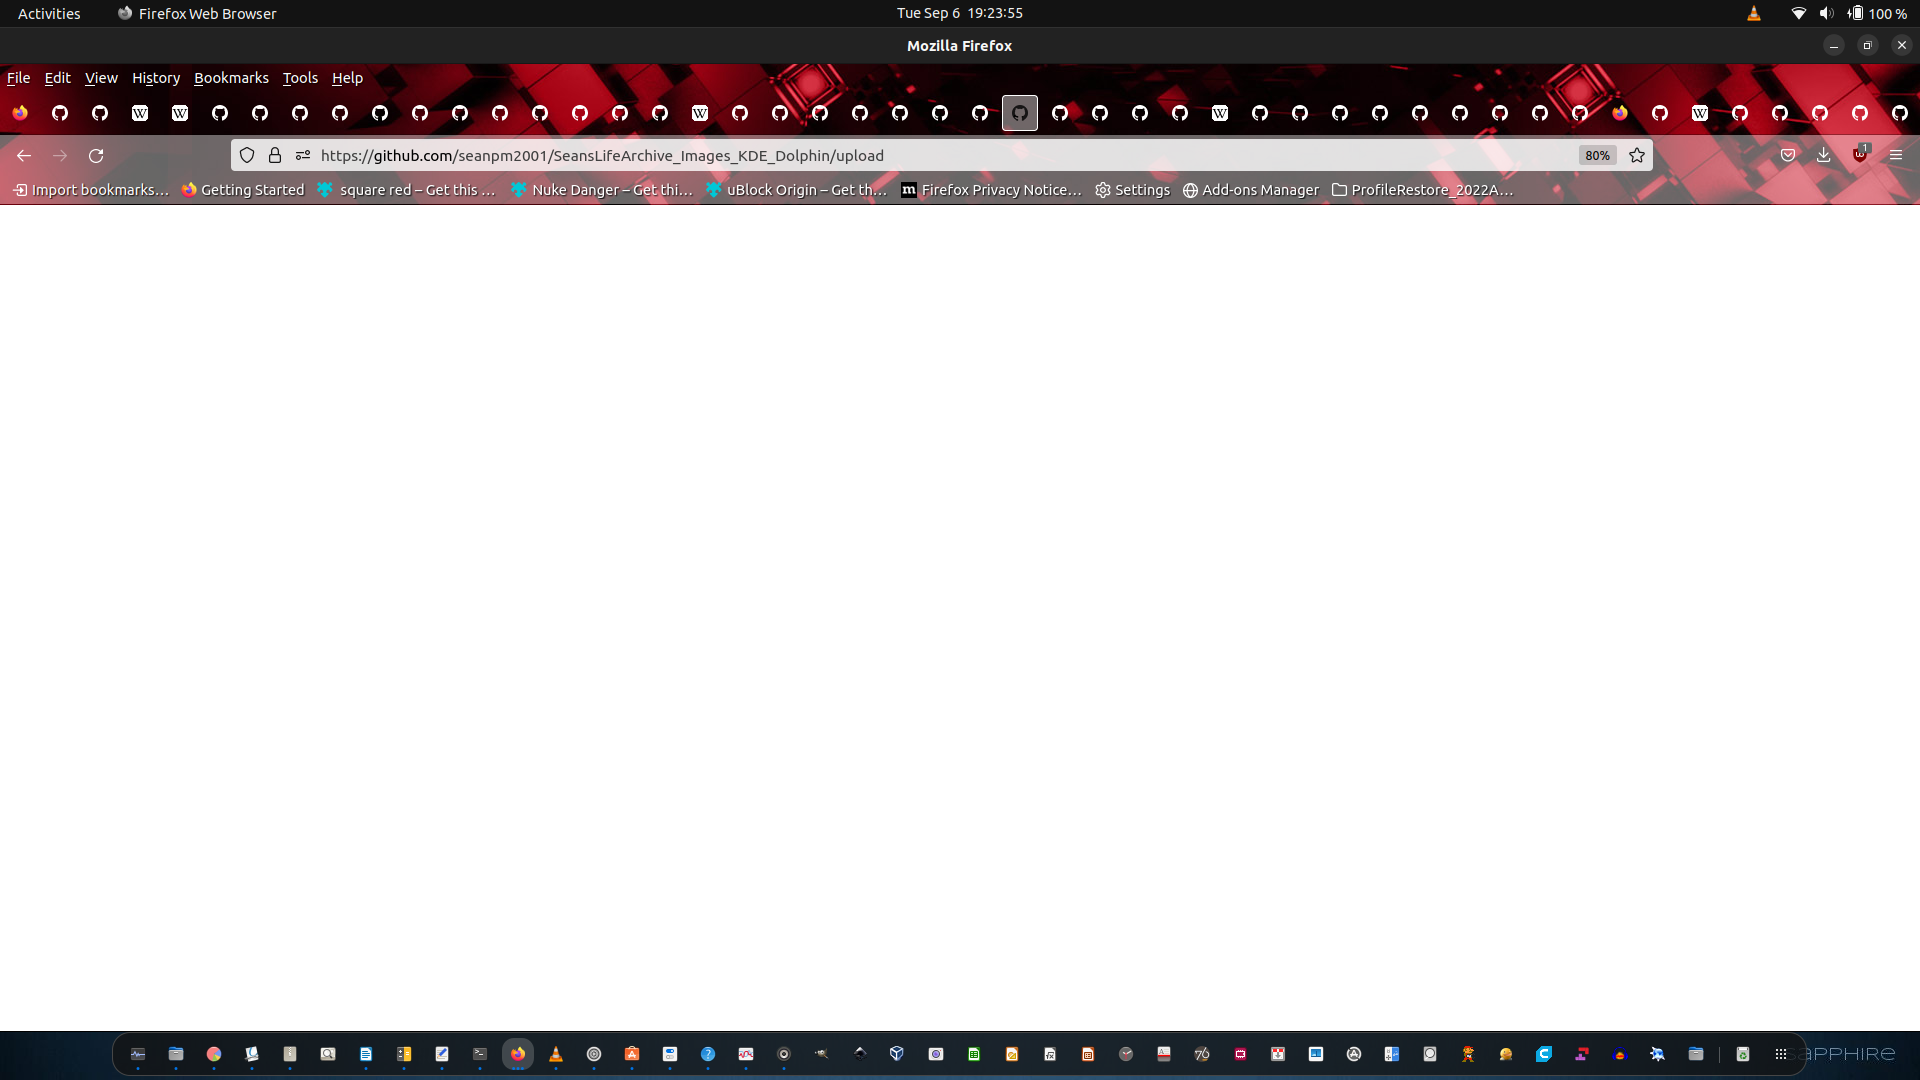 Activities Firefox Web Browser Tue Sep 6 19:23:55 100 %
Mozilla Firefox
File Edit View History Bookmarks Tools Help
https://github.com/seanpm2001/SeansLifeArchive_Images_KDE_Dolphin/upload 80% 1
Import bookmarks… Getting Started square red – Get this … Nuke Danger – Get thi… uBlock Origin – Get th… m Firefox Privacy Notice… Settings Add-ons Manager ProfileRestore_2022A…
76 SAPPHIRE